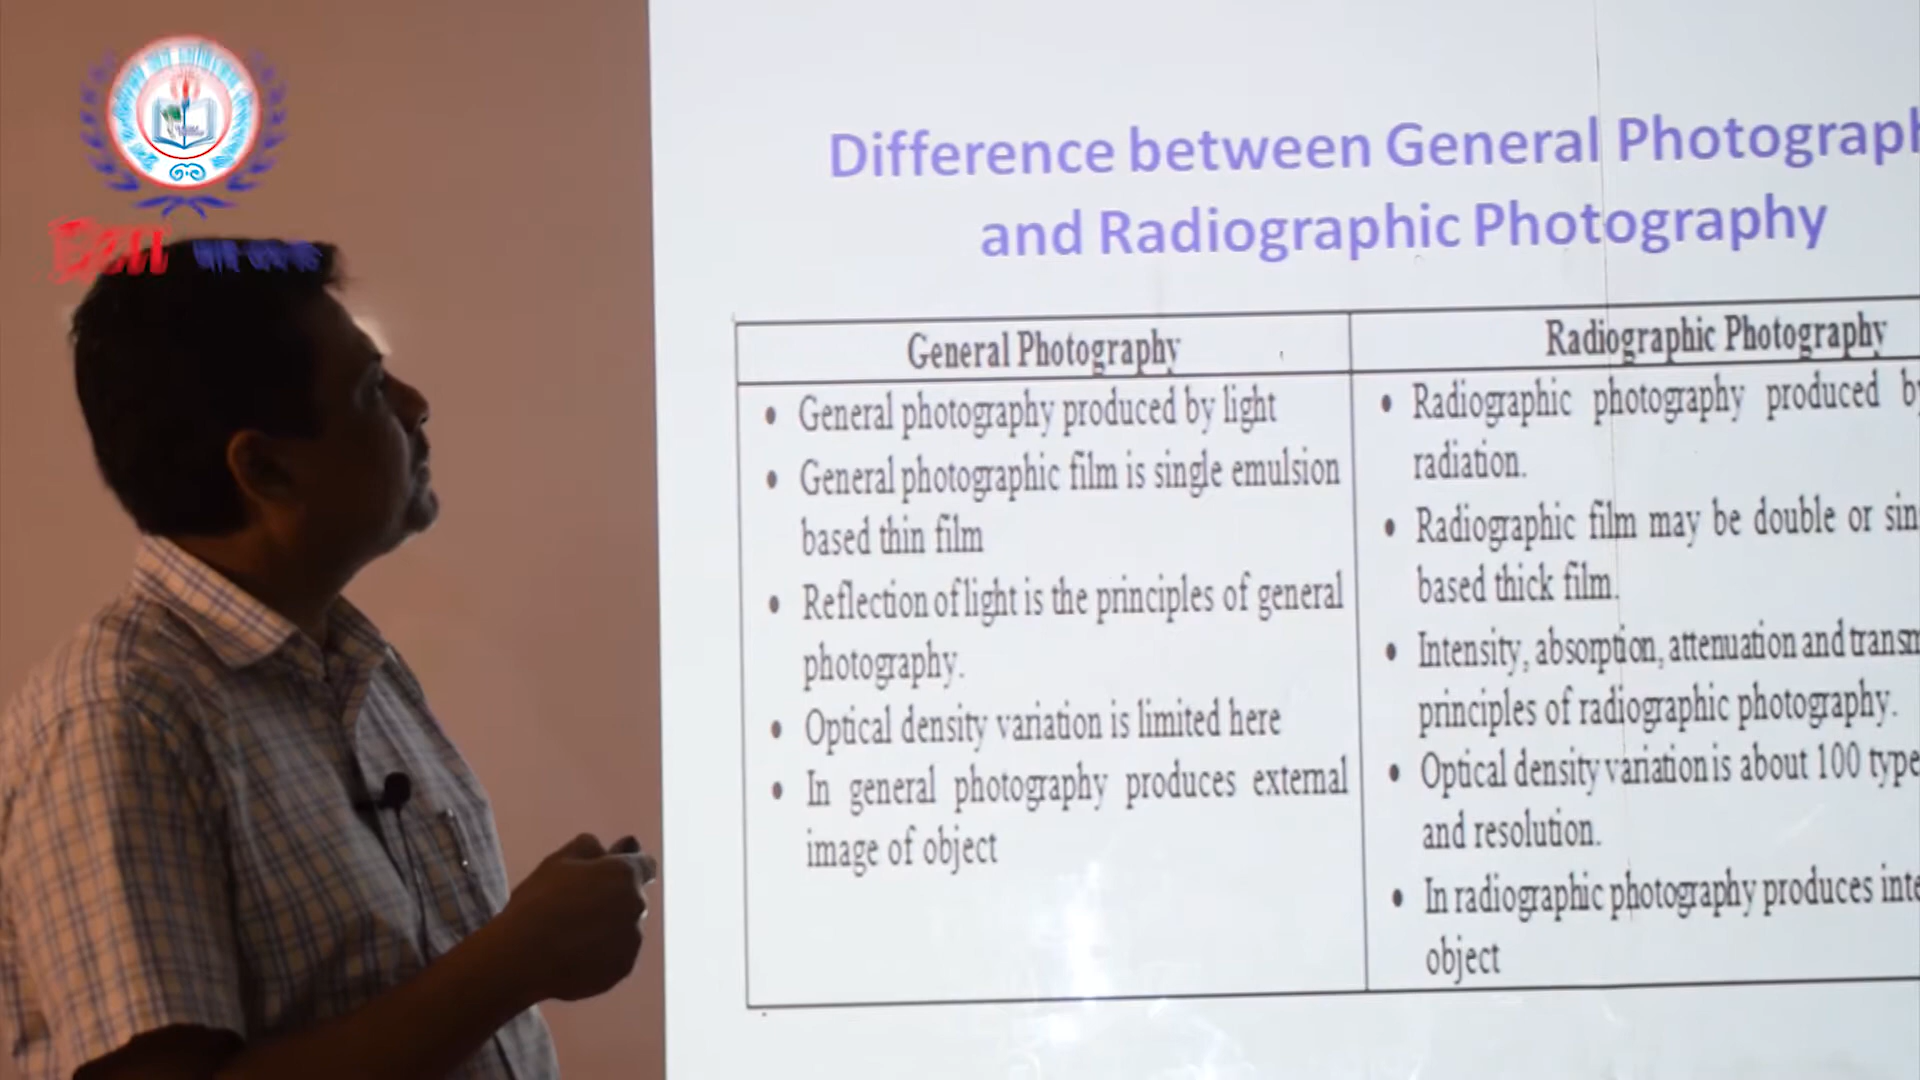 Difference between General Photograph
and Radiographic Photography
General Photography
General photography produced by light
General photographic film is single emulsion
based thin film
Reflection of light is the principles of general
photography.
Optical density variation is limited here
In general photography produces external
image of object
Radiographic Photography
Radiographic photography produced by
radiation.
Radiographic film may be double or sin
based thick film.
Intensity, absorption, attenuation and transm
principles of radiographic photography.
Optical density variation is about 100 type
and resolution.
In radiographic photography produces inte
object